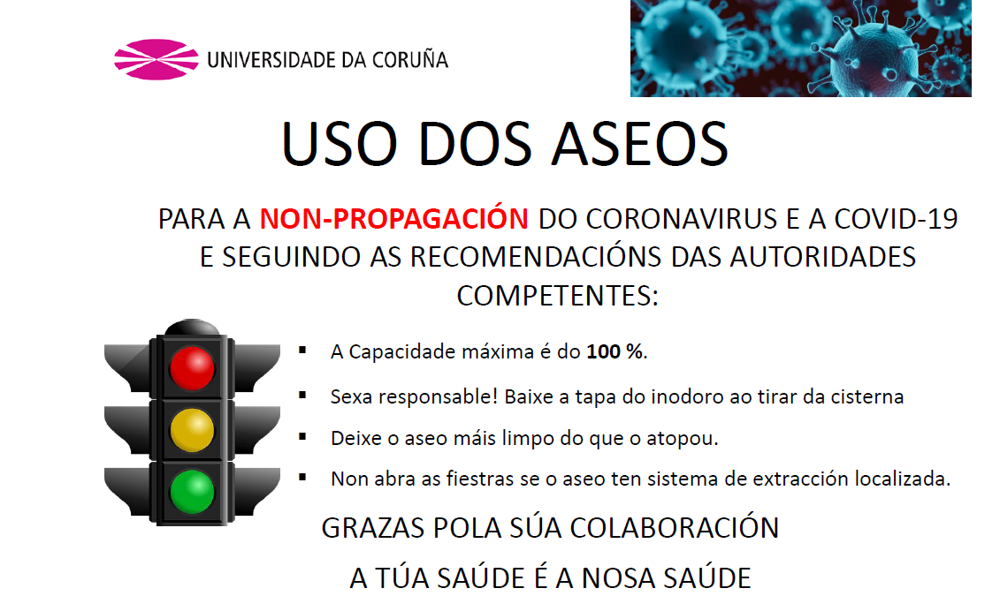 UNIVERSIDADE DA CORUÑA
USO DOS ASEOS
PARA A NON-PROPAGACIÓN DO CORONAVIRUS E A COVID-19
E SEGUINDO AS RECOMENDACIÓNS DAS AUTORIDADES
COMPETENTES:
▪ A Capacidade máxima é do 100 %.
▪ Sexa responsable! Baixe a tapa do inodoro ao tirar da cisterna
▪ Deixe o aseo máis limpo do que o atopou.
▪ Non abra as fiestras se o aseo ten sistema de extracción localizada.
GRAZAS POLA SÚA COLABORACIÓN
A TÚA SAÚDE É A NOSA SAÚDE